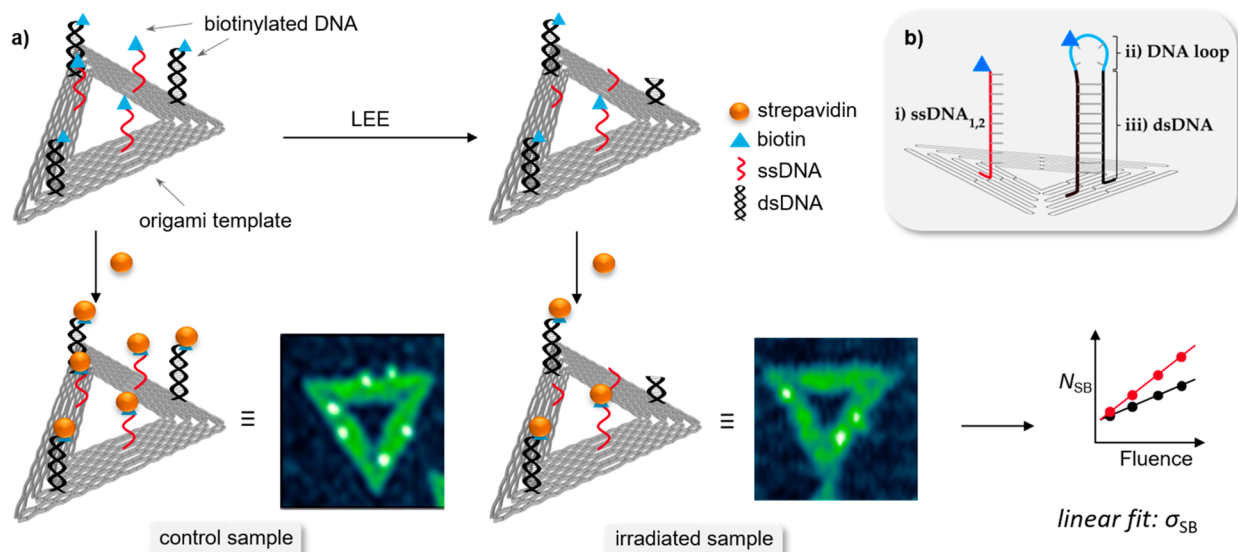 a)
biotinylated DNA
LEE
origami template
strepavidin
biotin
ssDNA
dsDNA
b)
i) ssDNA1,2
ii) DNA loop
iii) dsDNA
≡
≡
NSB
Fluence
control sample
irradiated sample
linear fit: σSB